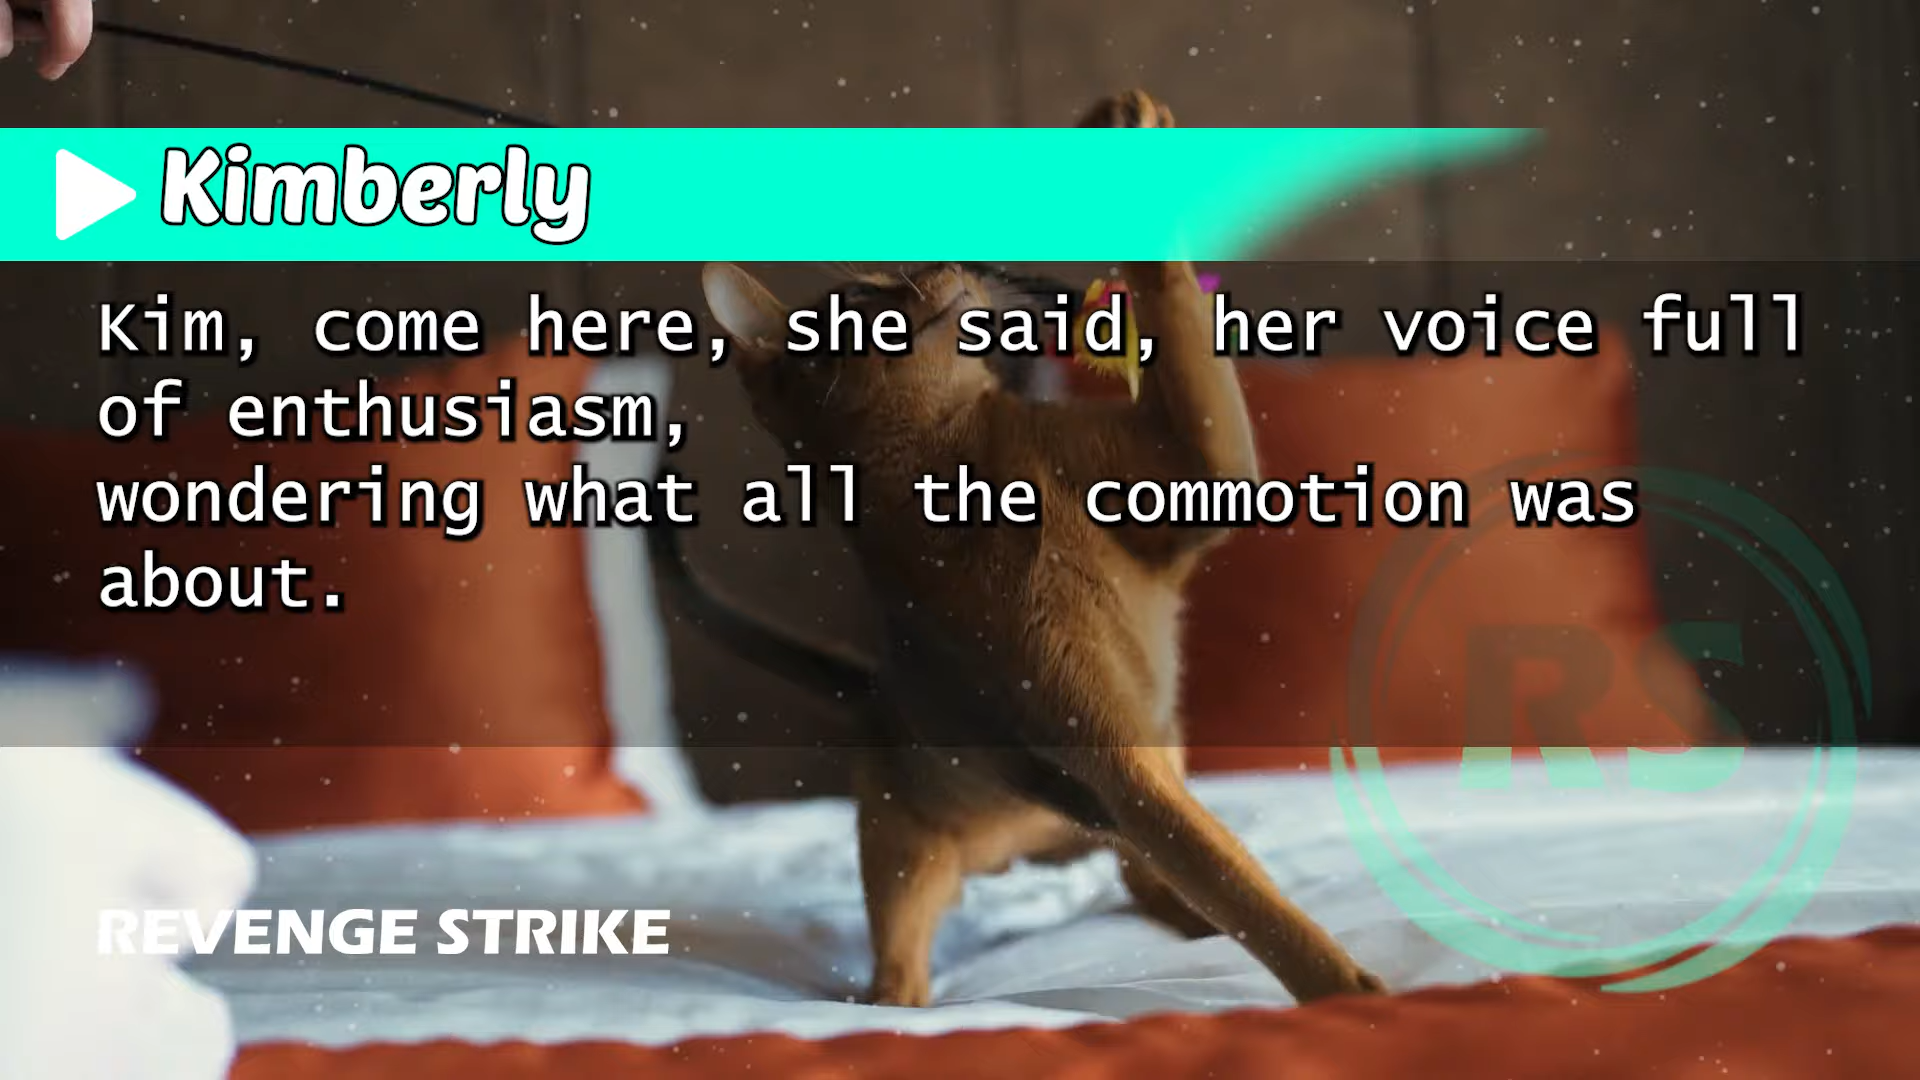 Kimberly
Kim, come here, she said, her voice full
of enthusiasm,
wondering what all the commotion was
about.
RS
REVENGE STRIKE